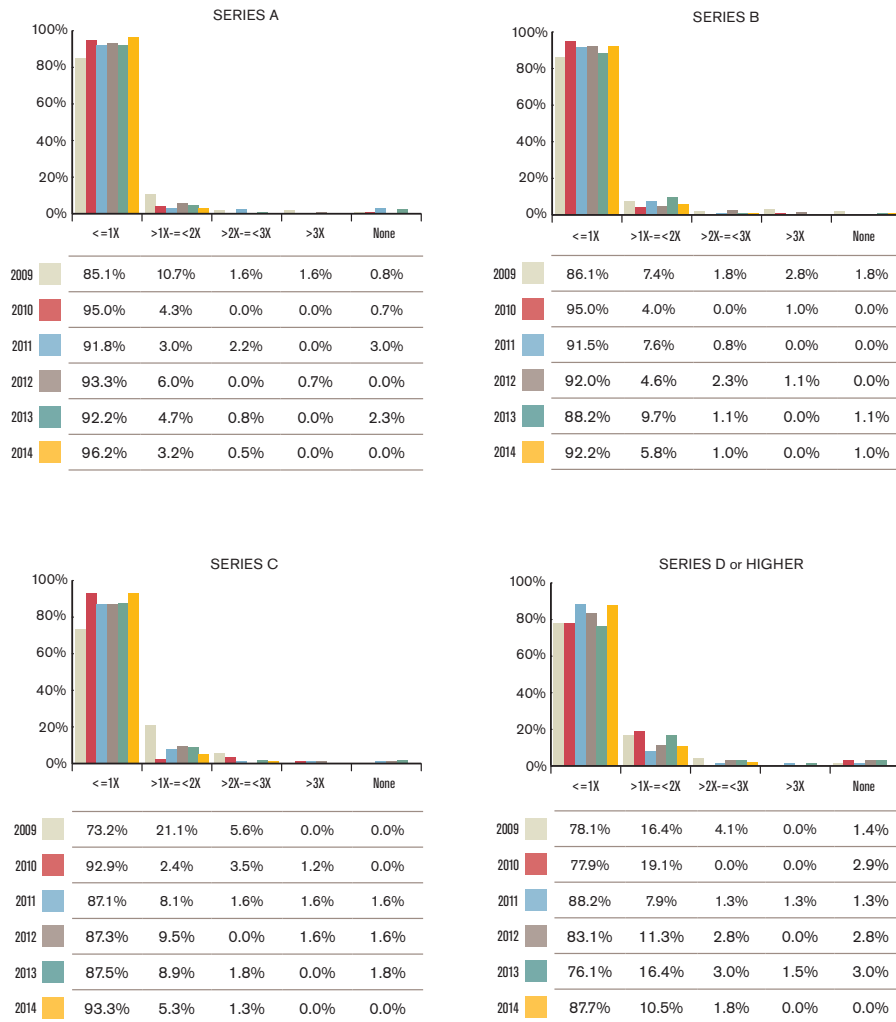 SERIES A
100%
80%
60%
40%
20%
0%
<=1X >1X-=<2X >2X-=<3X >3X None
2009 85.1% 10.7% 1.6% 1.6% 0.8%
2010 95.0% 4.3% 0.0% 0.0% 0.7%
2011 91.8% 3.0% 2.2% 0.0% 3.0%
2012 93.3% 6.0% 0.0% 0.7% 0.0%
2013 92.2% 4.7% 0.8% 0.0% 2.3%
2014 96.2% 3.2% 0.5% 0.0% 0.0%
SERIES B
100%
80%
60%
40%
20%
0%
<=1X >1X-=<2X >2X-=<3X >3X None
2009 86.1% 7.4% 1.8% 2.8% 1.8%
2010 95.0% 4.0% 0.0% 1.0% 0.0%
2011 91.5% 7.6% 0.8% 0.0% 0.0%
2012 92.0% 4.6% 2.3% 1.1% 0.0%
2013 88.2% 9.7% 1.1% 0.0% 1.1%
2014 92.2% 5.8% 1.0% 0.0% 1.0%
SERIES C
100%
80%
60%
40%
20%
0%
<=1X >1X-=<2X >2X-=<3X >3X None
2009 73.2% 21.1% 5.6% 0.0% 0.0%
2010 92.9% 2.4% 3.5% 1.2% 0.0%
2011 87.1% 8.1% 1.6% 1.6% 1.6%
2012 87.3% 9.5% 0.0% 1.6% 1.6%
2013 87.5% 8.9% 1.8% 0.0% 1.8%
2014 93.3% 5.3% 1.3% 0.0% 0.0%
SERIES D or HIGHER
100%
80%
60%
40%
20%
0%
<=1X >1X-=<2X >2X-=<3X >3X None
2009 78.1% 16.4% 4.1% 0.0% 1.4%
2010 77.9% 19.1% 0.0% 0.0% 2.9%
2011 88.2% 7.9% 1.3% 1.3% 1.3%
2012 83.1% 11.3% 2.8% 0.0% 2.8%
2013 76.1% 16.4% 3.0% 1.5% 3.0%
2014 87.7% 10.5% 1.8% 0.0% 0.0%